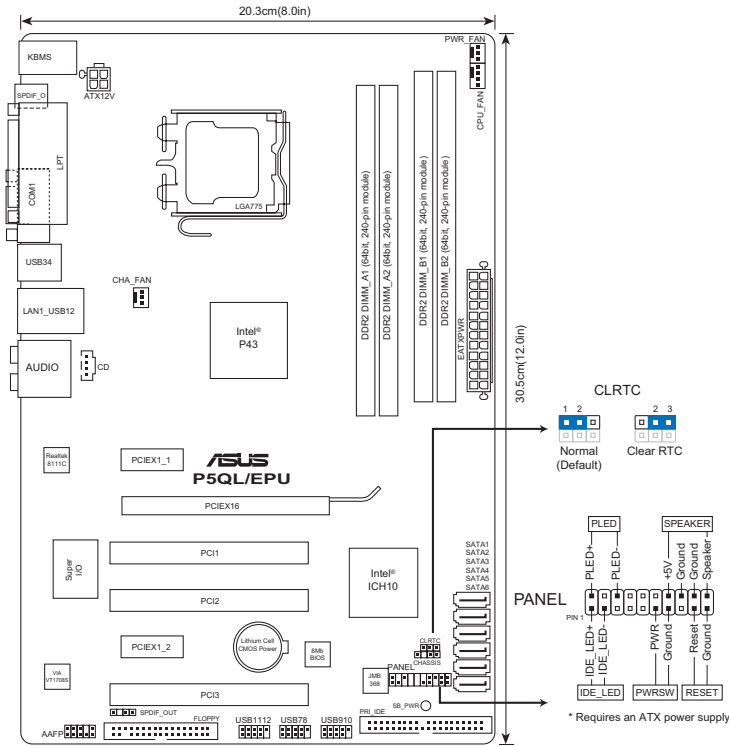 20.3cm(8.0in)
KBMS
ATX12V
SPDIF_O
LPT
COM1
USB34
LAN1_USB12
AUDIO
CD
CHA_FAN
LGA775
Intel®
P43
DDR2 DIMM_A1 (64bit, 240-pin module)
DDR2 DIMM_A2 (64bit, 240-pin module)
DDR2 DIMM_B1 (64bit, 240-pin module)
DDR2 DIMM_B2 (64bit, 240-pin module)
PWR_FAN
CPU_FAN
EATXPWR
30.5cm(12.0in)
Realtek
8111C
PCIEX1_1
ASUS
P5QL/EPU
PCIEX16
Super
I/O
PCI1
PCI2
PCIEX1_2
Lithium Cell
CMOS Power
8Mb
BIOS
Intel®
ICH10
SATA1
SATA2
SATA3
SATA4
SATA5
SATA6
CLRTC
CHASSIS
PANEL
JMB
368
VIA
VT1708S
PCI3
SPDIF_OUT
AAFP
FLOPPY
USB1112
USB78
USB910
PRI_IDE
SB_PWR
CLRTC
1 2
2 3
Normal
(Default)
Clear RTC
PANEL
PLED
SPEAKER
PLED+
PLED-
+5V
Ground
Ground
Speaker
PIN 1
IDE_LED+
IDE_LED-
PWR
Ground
Reset
Ground
IDE_LED
PWRSW
RESET
* Requires an ATX power supply